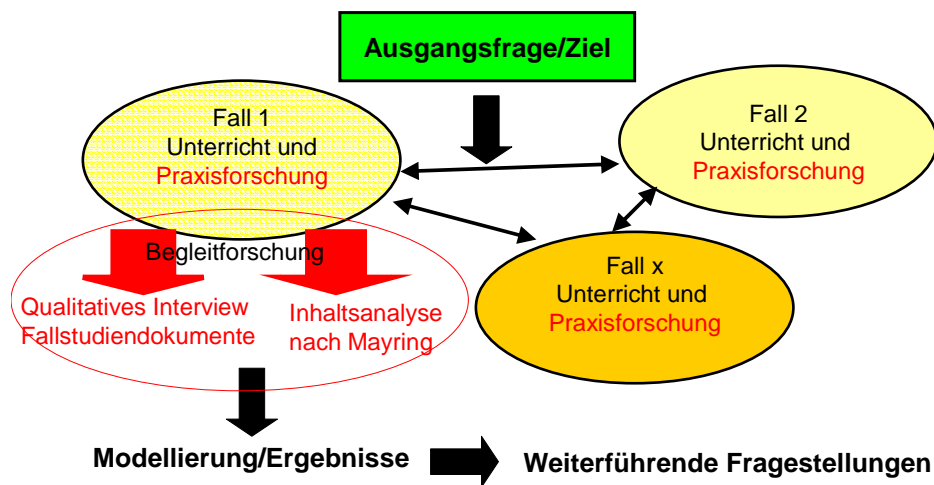 Ausgangsfrage/Ziel
Fall 1
Unterricht und
Praxisforschung
Fall 2
Unterricht und
Praxisforschung
Begleitforschung
Fall x
Unterricht und
Praxisforschung
Qualitatives Interview
Fallstudiendokumente
Inhaltsanalyse
nach Mayring
Modellierung/Ergebnisse
Weiterführende Fragestellungen